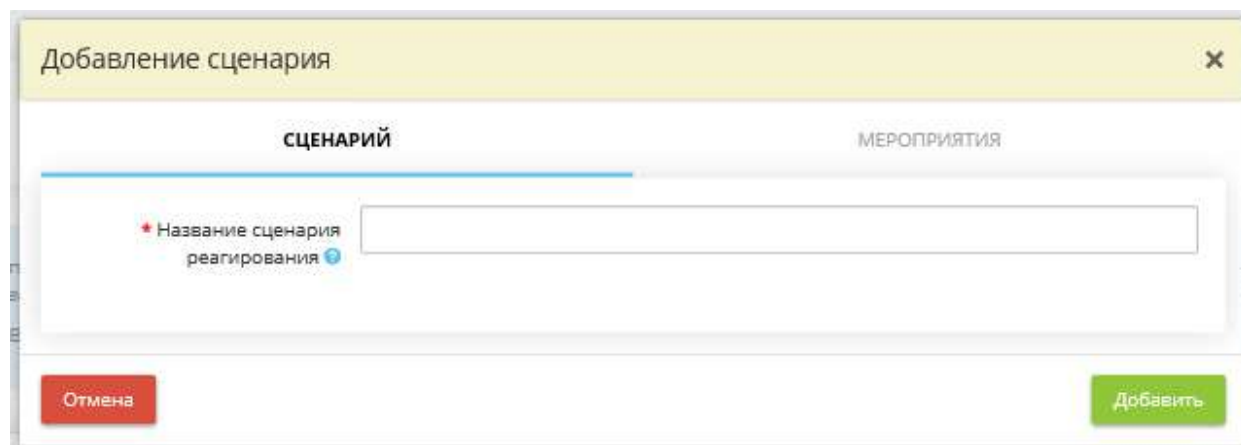 Добавление сценария
СЦЕНАРИЙ
МЕРОПРИЯТИЯ
* Название сценария
реагирования
Отмена
Добавить